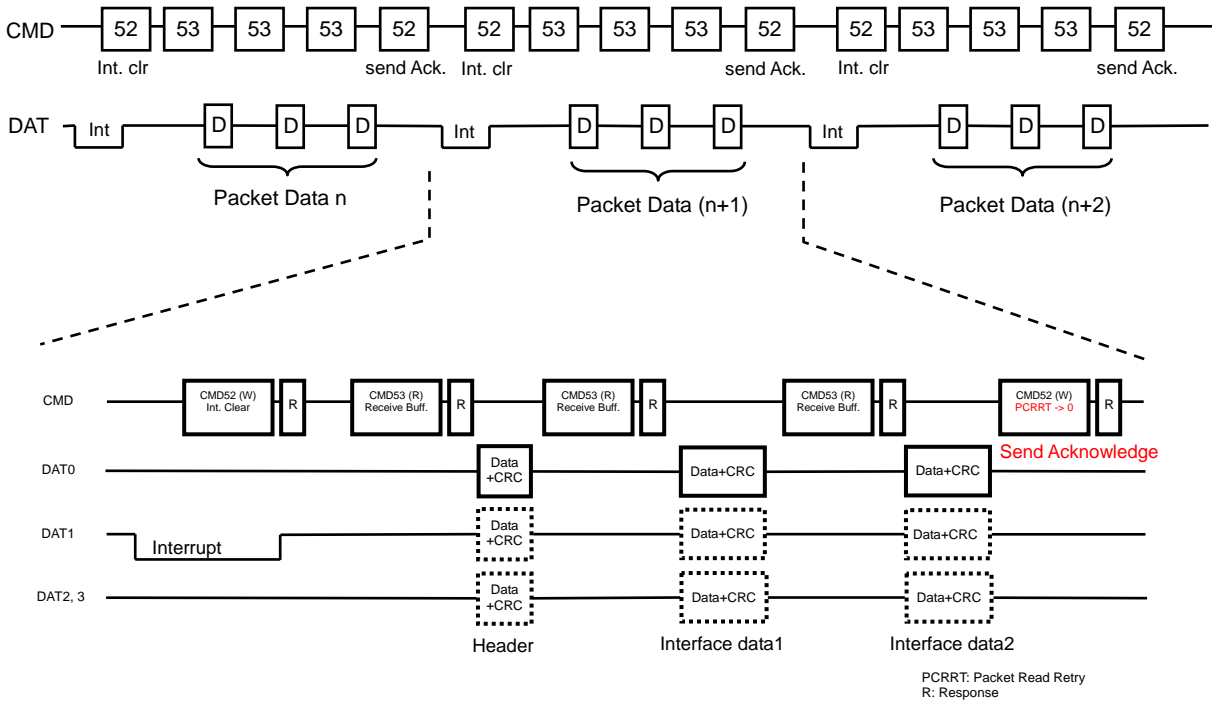 CMD 52 53 53 53 52 52 53 53 53 52 52 53 53 53 52
Int. clr send Ack. Int. clr send Ack. Int. clr send Ack.
DAT Int D D D Int D D D Int D D D
Packet Data n Packet Data (n+1) Packet Data (n+2)
CMD
CMD52 (W)
Int. Clear
R
CMD53 (R)
Receive Buff.
R
CMD53 (R)
Receive Buff.
R
CMD53 (R)
Receive Buff.
R
CMD52 (W)
PCRRT -> 0
R
Send Acknowledge
DAT0
Data
+CRC
Data+CRC
Data+CRC
DAT1
Interrupt
Data
+CRC
Data+CRC
Data+CRC
DAT2, 3
Data
+CRC
Data+CRC
Data+CRC
Header Interface data1 Interface data2
PCRRT: Packet Read Retry
R: Response